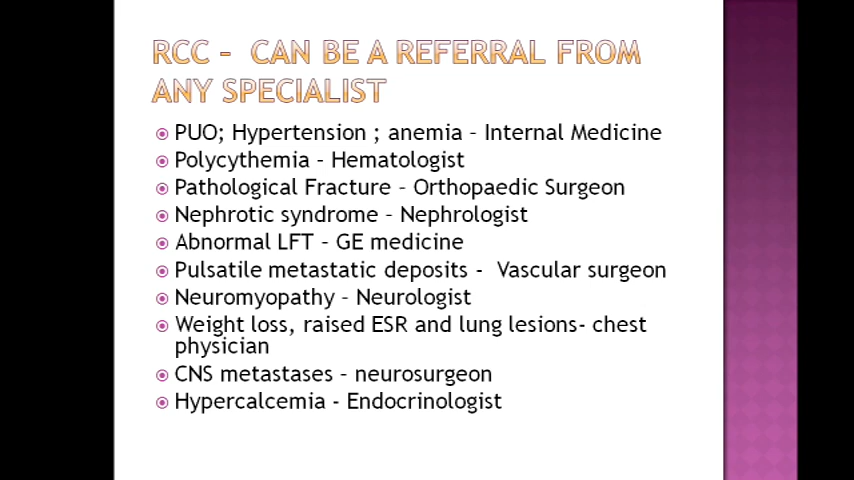 RCC – CAN BE A REFERRAL FROM
ANY SPECIALIST
PUO; Hypertension ; anemia – Internal Medicine
Polycythemia – Hematologist
Pathological Fracture – Orthopaedic Surgeon
Nephrotic syndrome – Nephrologist
Abnormal LFT – GE medicine
Pulsatile metastatic deposits - Vascular surgeon
Neuromyopathy – Neurologist
Weight loss, raised ESR and lung lesions- chest
physician
CNS metastases – neurosurgeon
Hypercalcemia - Endocrinologist